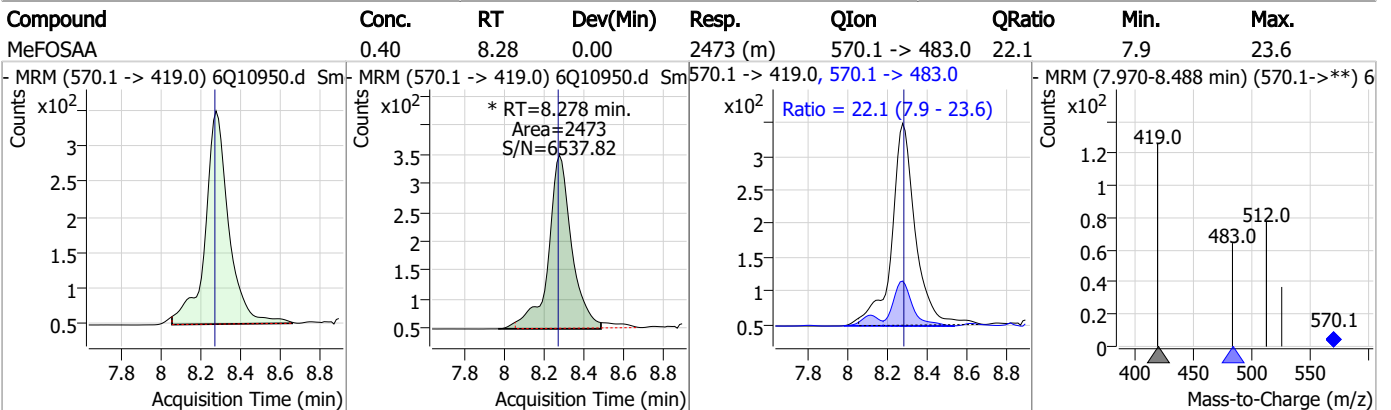 Compound Conc. RT Dev(Min) Resp. QIon QRatio Min. Max.
MeFOSAA 0.40 8.28 0.00 2473 (m) 570.1 -> 483.0 22.1 7.9 23.6
- MRM (570.1 -> 419.0) 6Q10950.d Sm
Counts
x10²
3
2.5
2
1.5
1
0.5
7.8 8 8.2 8.4 8.6 8.8
Acquisition Time (min)
- MRM (570.1 -> 419.0) 6Q10950.d Sm
Counts
x10²
* RT=8.278 min.
Area=2473
S/N=6537.82
3.5
3
2.5
2
1.5
1
0.5
7.8 8 8.2 8.4 8.6 8.8
Acquisition Time (min)
570.1 -> 419.0, 570.1 -> 483.0
Counts
x10²
Ratio = 22.1 (7.9 - 23.6)
3
2.5
2
1.5
1
0.5
7.8 8 8.2 8.4 8.6 8.8
Acquisition Time (min)
- MRM (7.970-8.488 min) (570.1->**) 6
Counts
x10²
419.0
1.2
1
0.8
512.0
483.0
0.6
0.4
0.2
570.1
0
400 450 500 550
Mass-to-Charge (m/z)